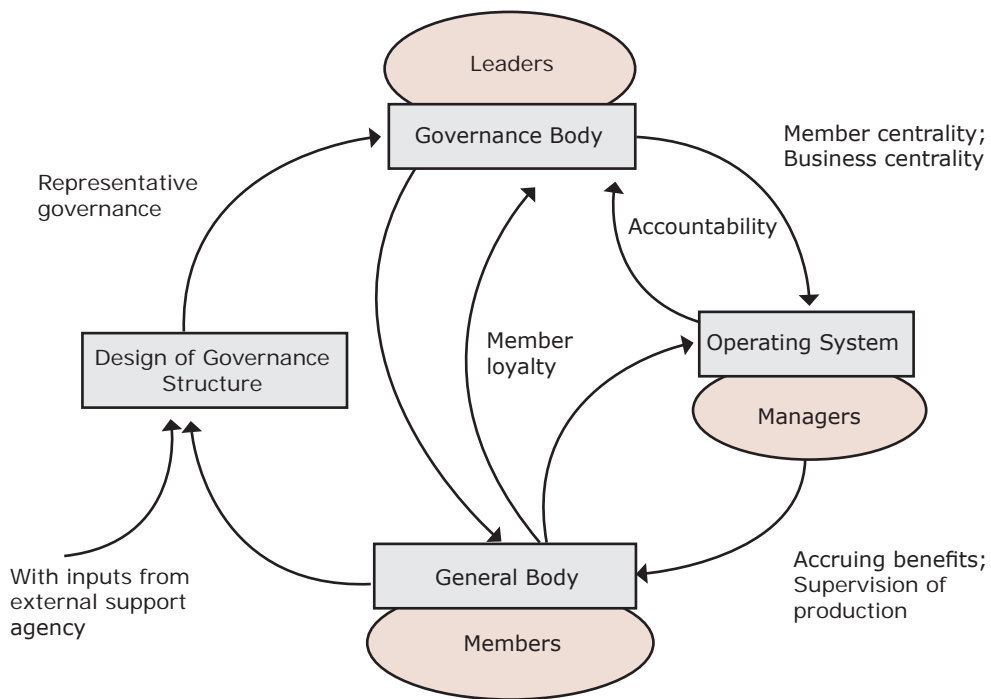 Leaders
Governance Body
Member centrality;
Business centrality
Representative
governance
Accountability
Member
loyalty
Operating System
Design of Governance
Structure
Managers
With inputs from
external support
agency
General Body
Accruing benefits;
Supervision of
production
Members